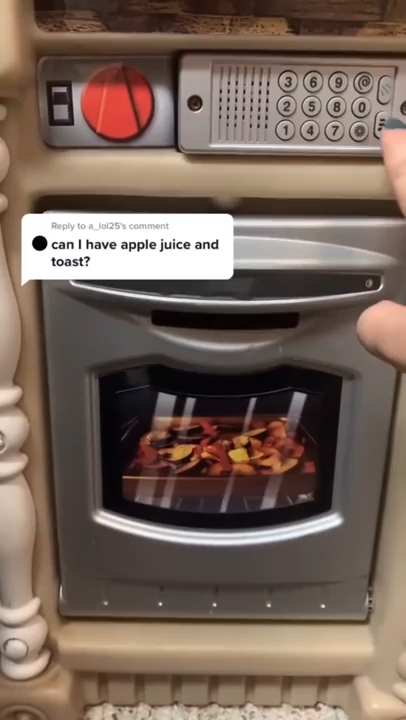 3 6 9 @
2 5 8 0
1 4 7
Reply to a_lol25's comment
can I have apple juice and
toast?